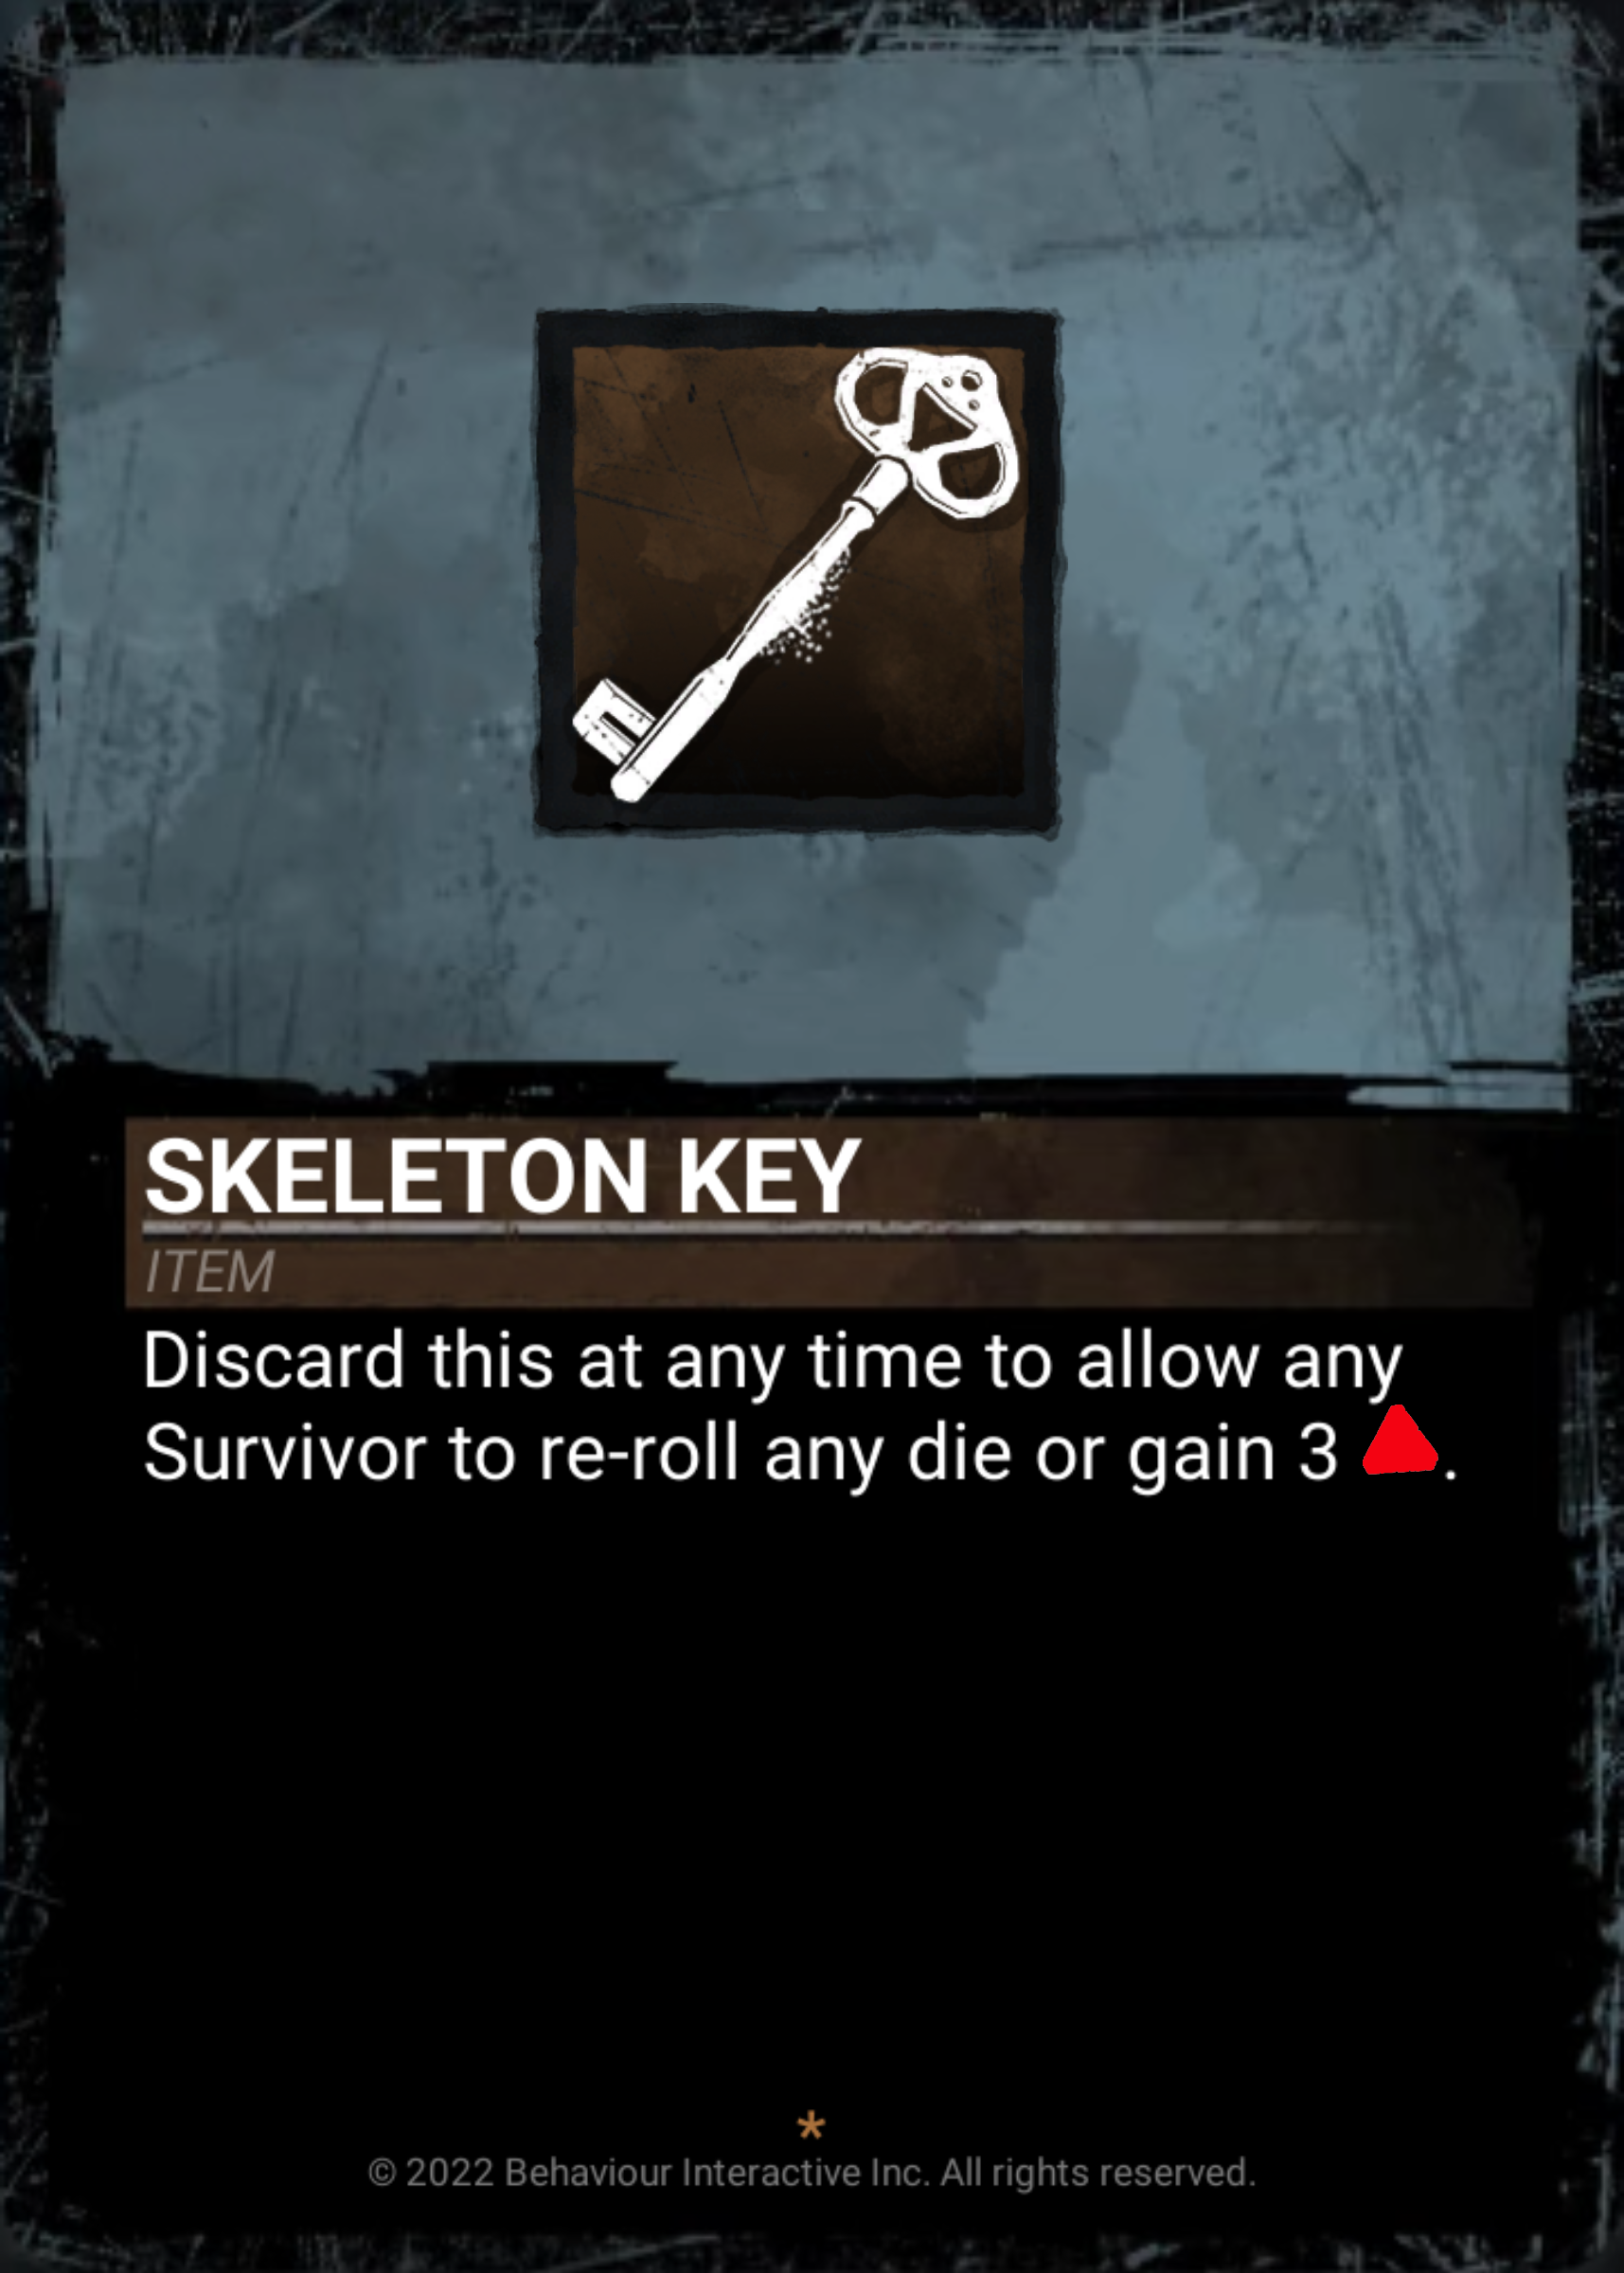 SKELETON KEY
ITEM
Discard this at any time to allow any
Survivor to re-roll any die or gain 3 .
*
© 2022 Behaviour Interactive Inc. All rights reserved.